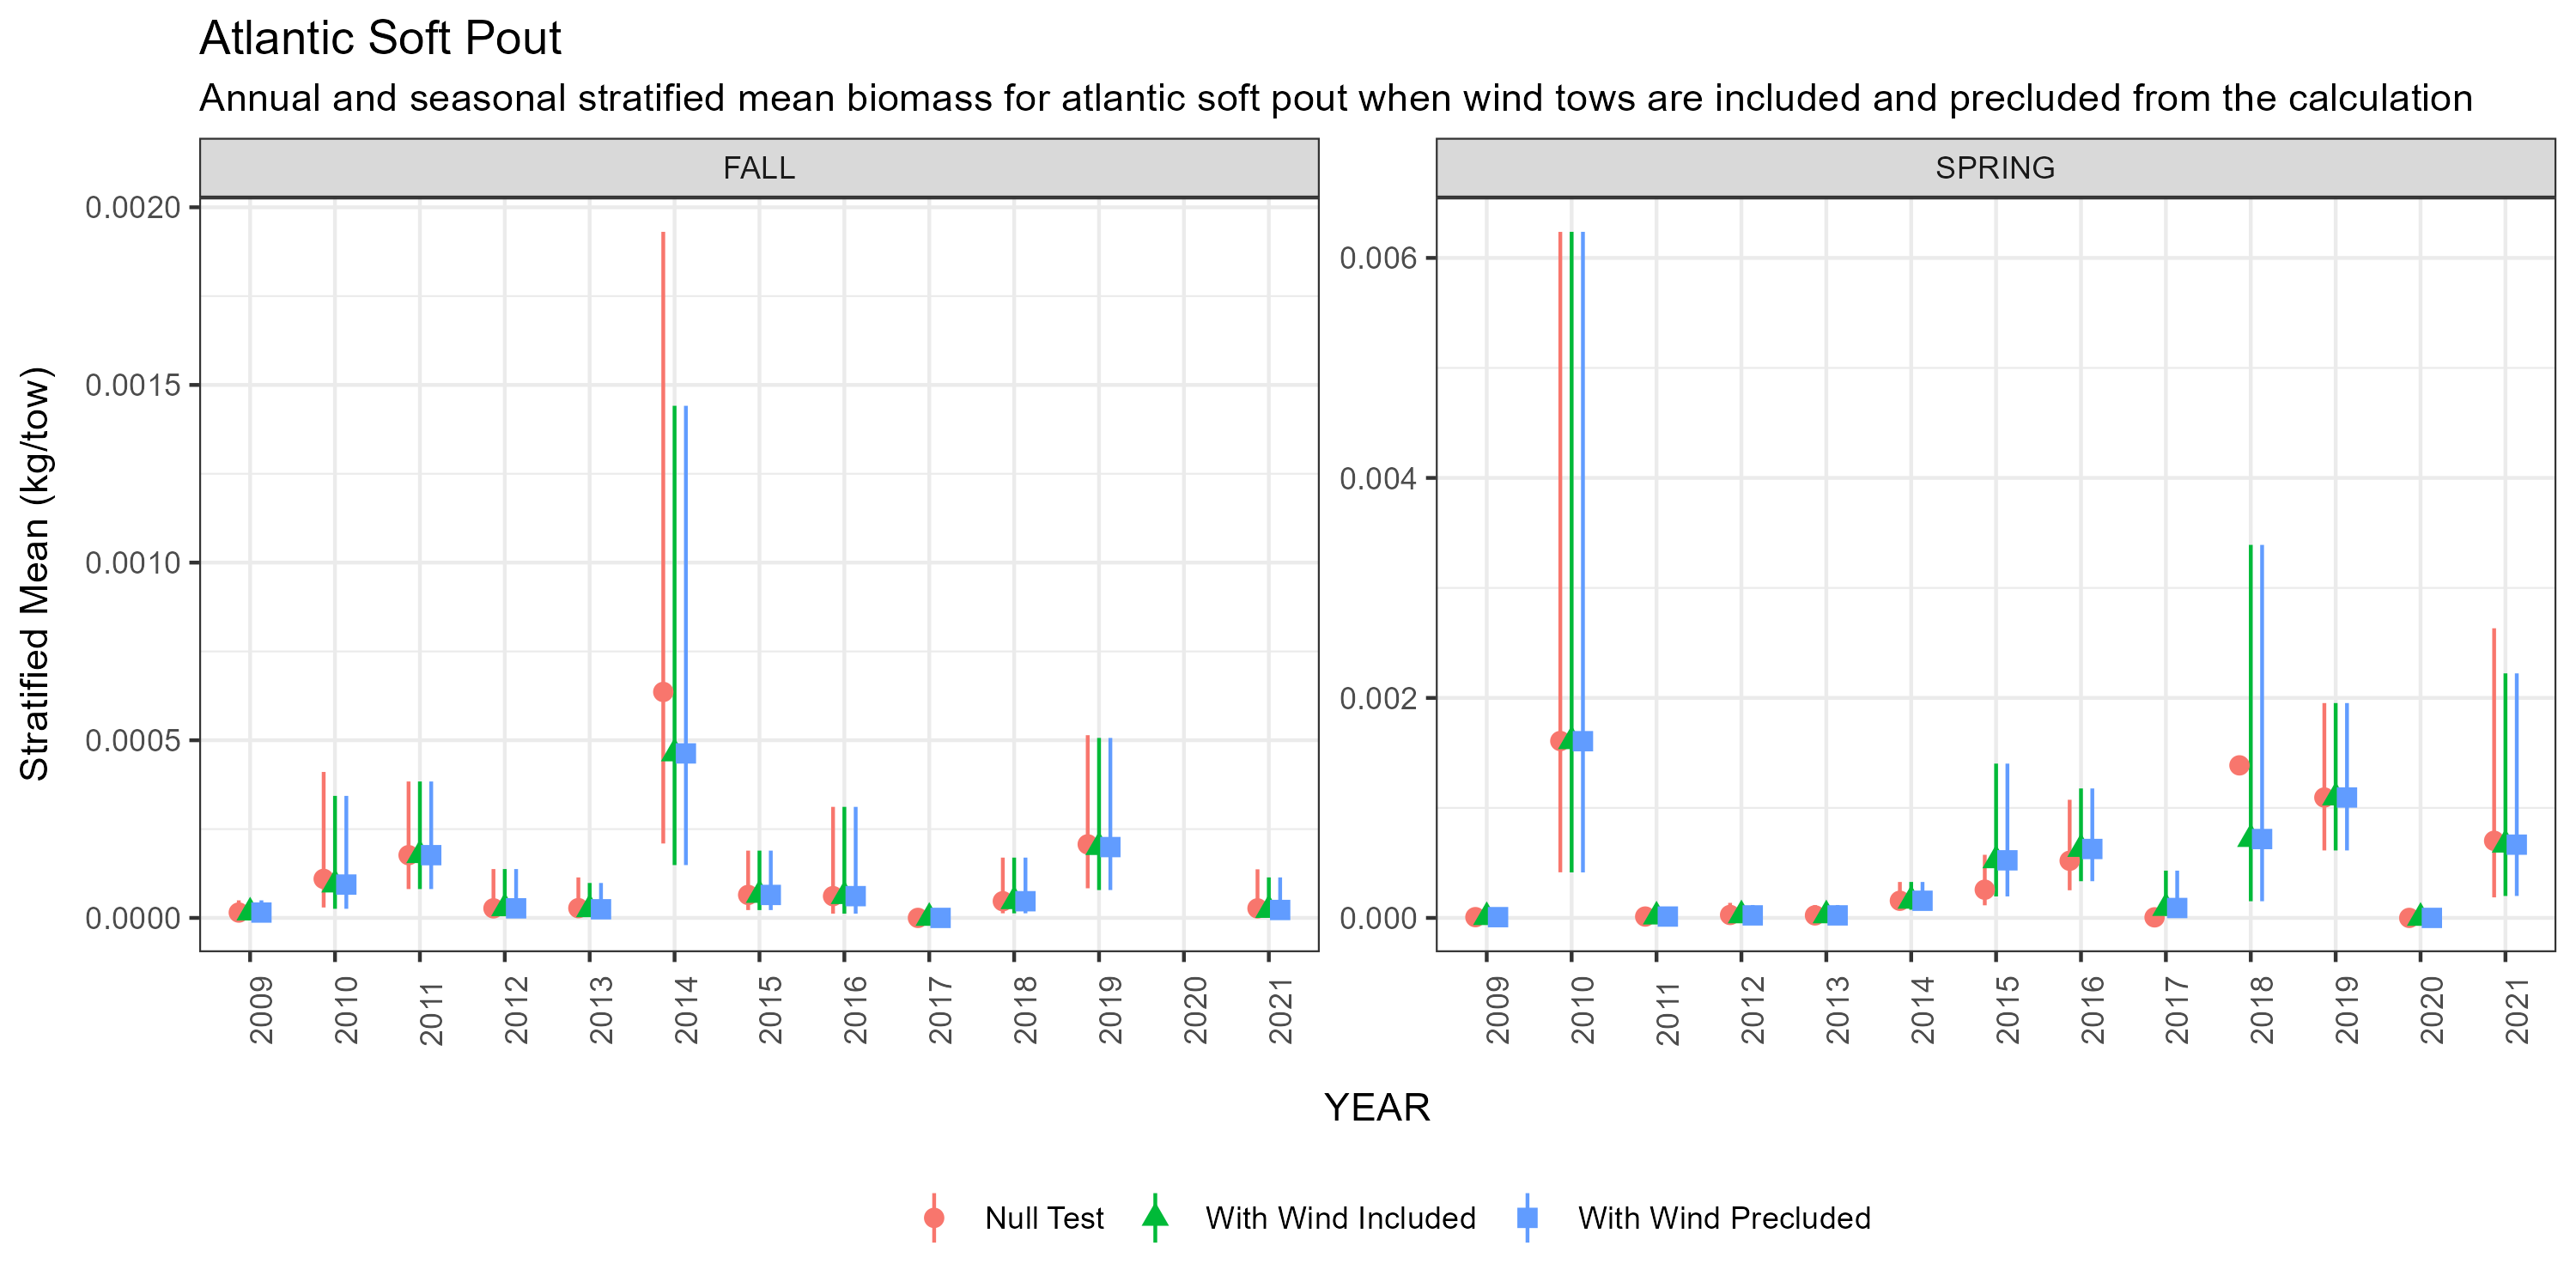 Atlantic Soft Pout
Annual and seasonal stratified mean biomass for atlantic soft pout when wind tows are included and precluded from the calculation
FALL
SPRING
Stratified Mean (kg/tow)
0.0020
0.0015
0.0010
0.0005
0.0000
0.006
0.004
0.002
0.000
2009 2010 2011 2012 2013 2014 2015 2016 2017 2018 2019 2020 2021
2009 2010 2011 2012 2013 2014 2015 2016 2017 2018 2019 2020 2021
YEAR
Null Test With Wind Included With Wind Precluded